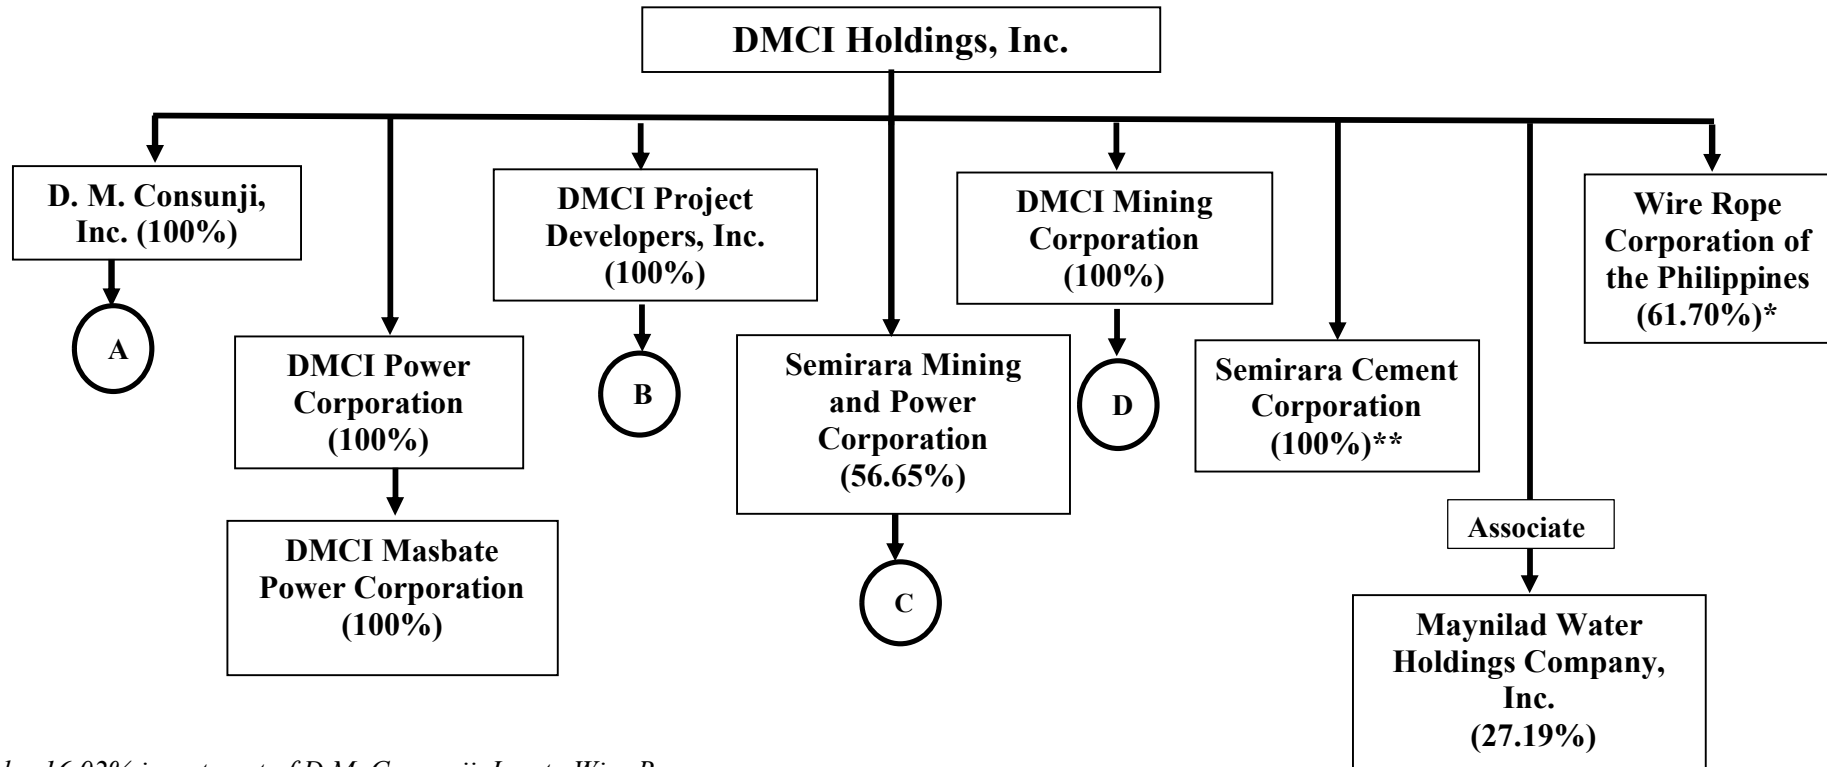 DMCI Holdings, Inc.
D. M. Consunji,
Inc. (100%)
A
DMCI Power
Corporation
(100%)
DMCI Masbate
Power Corporation
(100%)
DMCI Project
Developers, Inc.
(100%)
B
Semirara Mining
and Power
Corporation
(56.65%)
C
DMCI Mining
Corporation
(100%)
D
Semirara Cement
Corporation
(100%)**
Associate
Maynilad Water
Holdings Company,
Inc.
(27.19%)
Wire Rope
Corporation of
the Philippines
(61.70%)*